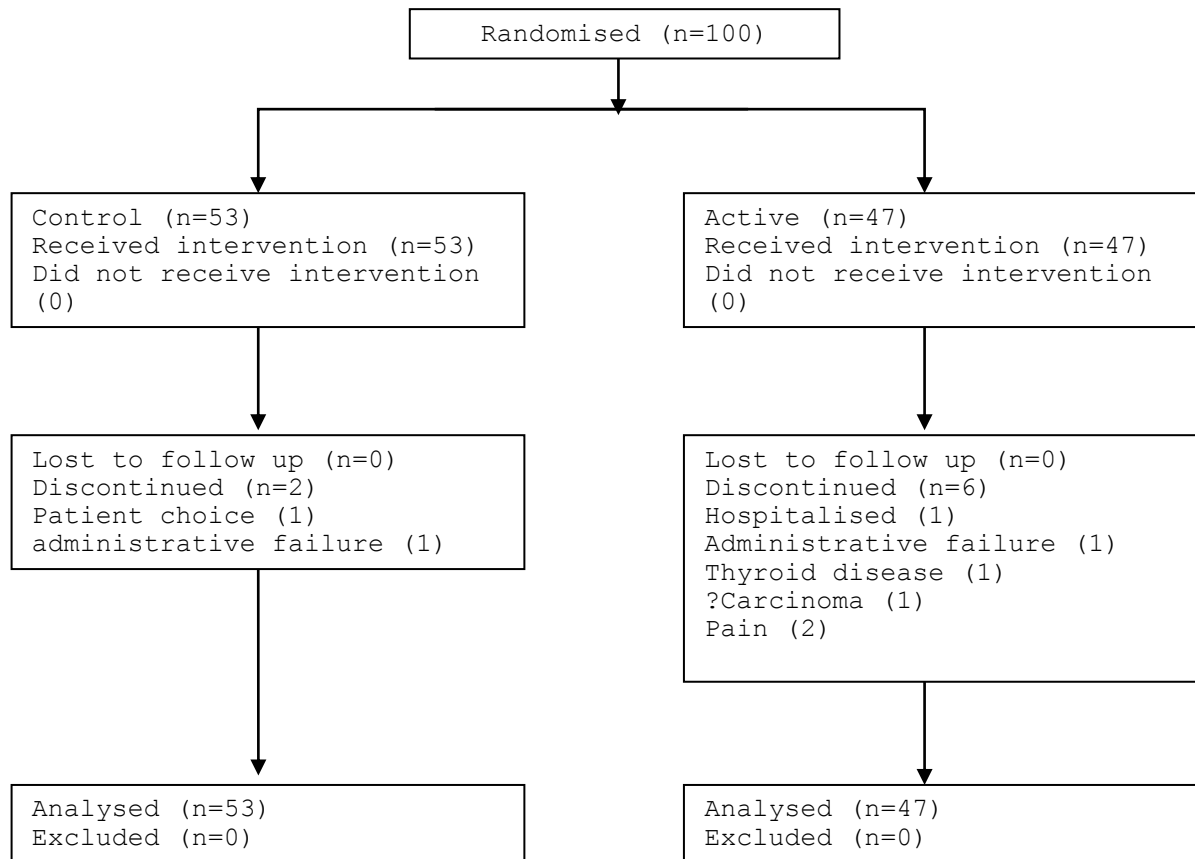 Randomised (n=100)
Control (n=53)
Received intervention (n=53)
Did not receive intervention
(0)
Active (n=47)
Received intervention (n=47)
Did not receive intervention
(0)
Lost to follow up (n=0)
Discontinued (n=2)
Patient choice (1)
administrative failure (1)
Lost to follow up (n=0)
Discontinued (n=6)
Hospitalised (1)
Administrative failure (1)
Thyroid disease (1)
?Carcinoma (1)
Pain (2)
Analysed (n=53)
Excluded (n=0)
Analysed (n=47)
Excluded (n=0)